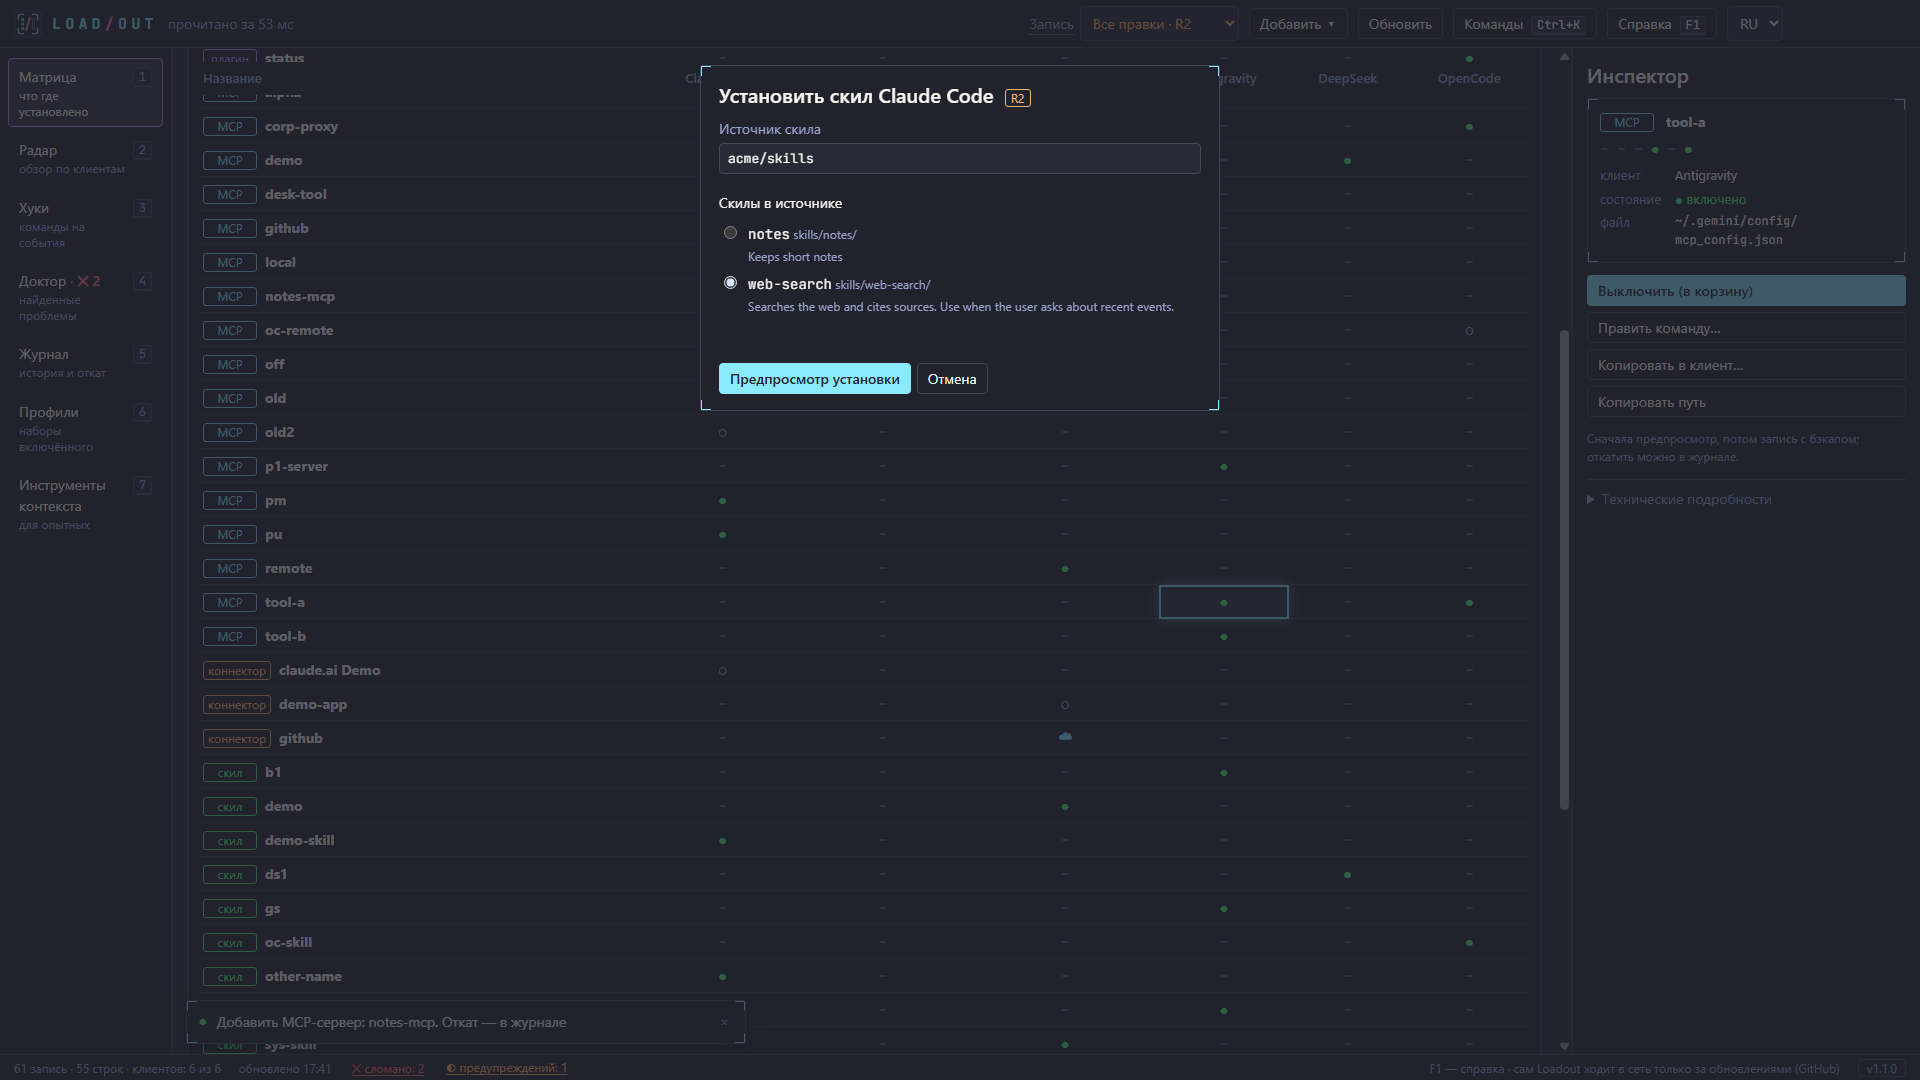 LOAD/OUT прочитано за 53 мс
Запись Все правки · R2 Добавить ▾ Обновить Команды Ctrl+K Справка F1 RU
Матрица 1
что где
установлено
Радар 2
обзор по клиентам
Хуки 3
команды на
события
Доктор · ✕ 2 4
найденные
проблемы
Журнал 5
история и откат
Профили 6
наборы
включённого
Инструменты 7
контекста
для опытных
плагин status
Название DeepSeek OpenCode
MCP alpha
MCP corp-proxy
MCP demo
MCP desk-tool
MCP github
MCP local
MCP notes-mcp
MCP oc-remote
MCP off
MCP old
MCP old2
MCP p1-server
MCP pm
MCP pu
MCP remote
MCP tool-a
MCP tool-b
коннектор claude.ai Demo
коннектор demo-app
коннектор github
скил b1
скил demo
скил demo-skill
скил ds1
скил gs
скил oc-skill
скил other-name
скил sys-skill
Установить скил Claude Code R2
Источник скила
acme/skills
Скилы в источнике
notes skills/notes/
Keeps short notes
web-search skills/web-search/
Searches the web and cites sources. Use when the user asks about recent events.
Предпросмотр установки Отмена
Инспектор
MCP tool-a
клиент Antigravity
состояние ● включено
файл ~/.gemini/config/
mcp_config.json
Выключить (в корзину)
Править команду...
Копировать в клиент...
Копировать путь
Сначала предпросмотр, потом запись с бэкапом;
откатить можно в журнале.
▶ Технические подробности
Добавить MCP-сервер: notes-mcp. Откат — в журнале ×
61 запись · 55 строк · клиентов: 6 из 6 обновлено 17:41 ✕ сломано: 2 ◐ предупреждений: 1
F1 — справка · сам Loadout ходит в сеть только за обновлениями (GitHub) v1.1.0